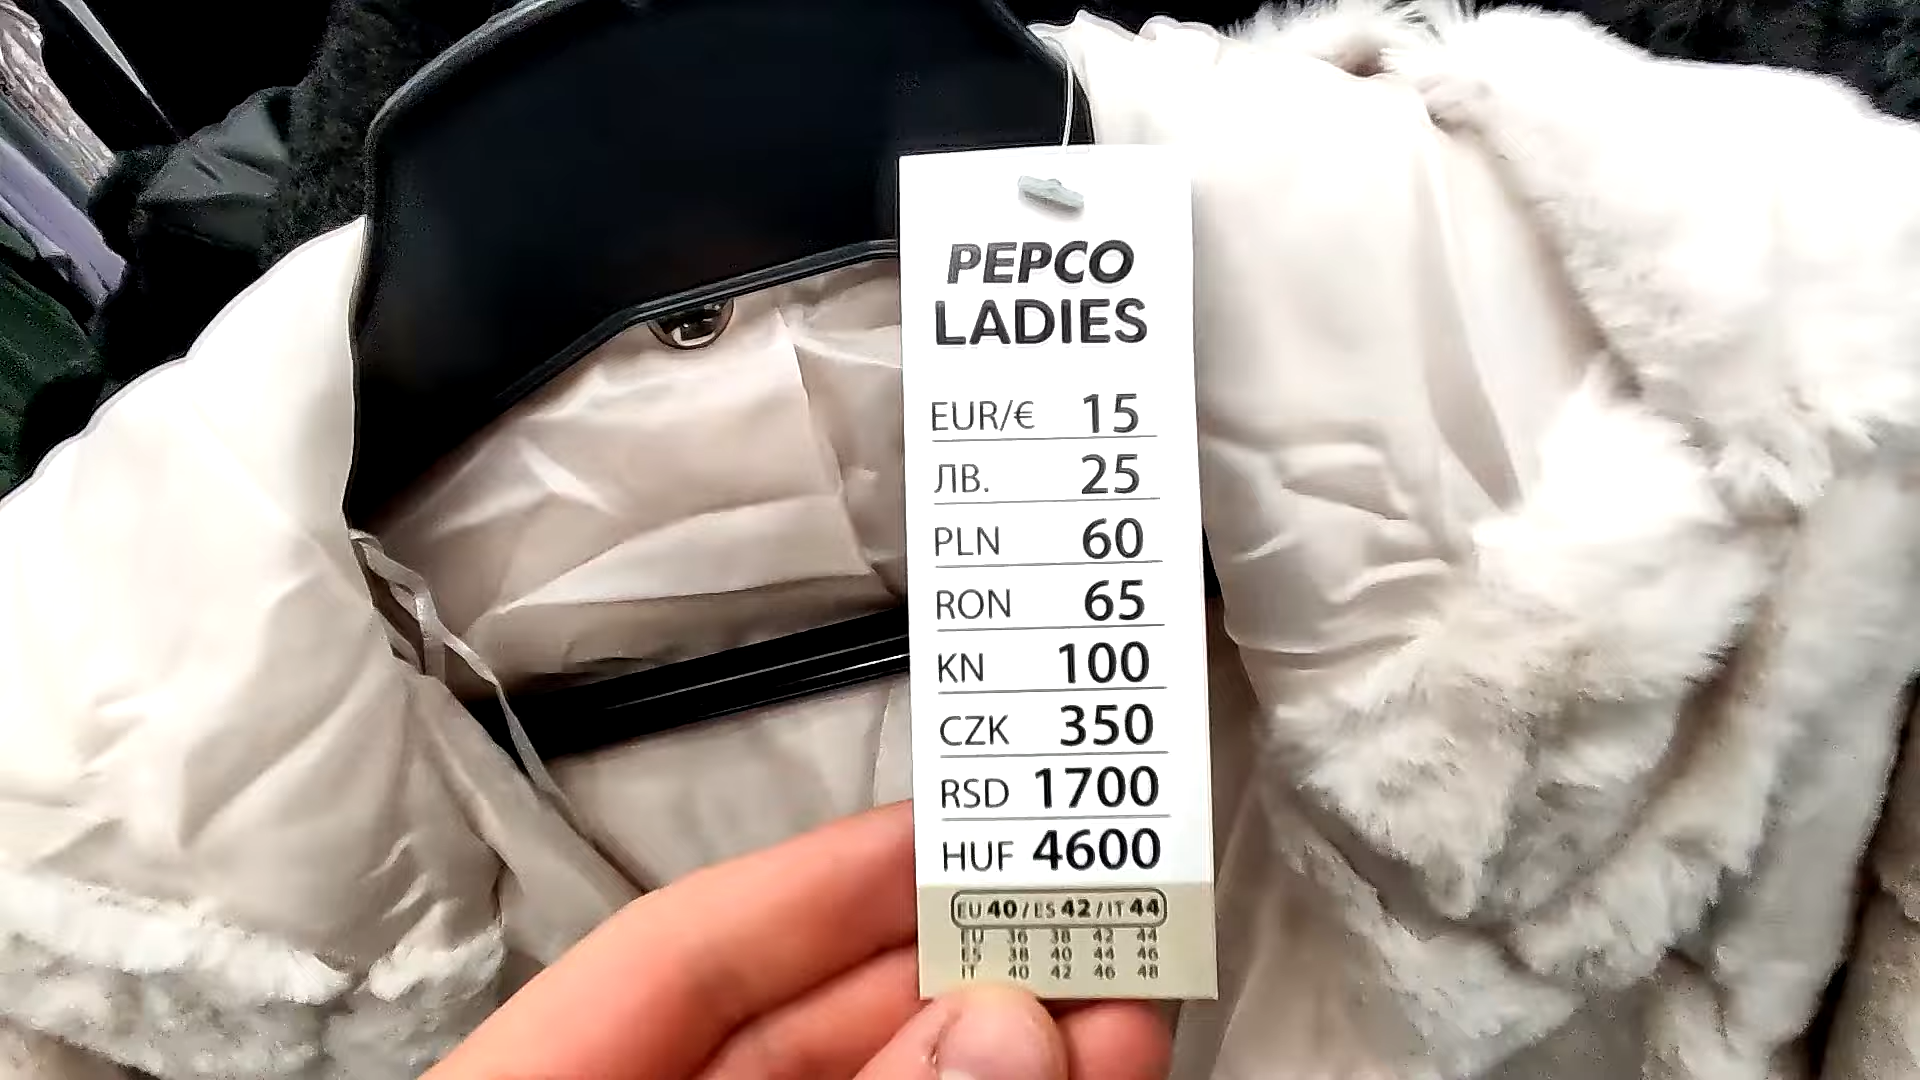 PEPCO
LADIES
EUR/€ 15
ЛВ. 25
PLN 60
RON 65
KN 100
CZK 350
RSD 1700
HUF 4600
EU 40 / ES 42 / IT 44
EU 36 38 42 44
ES 38 40 44 46
IT 40 42 46 48